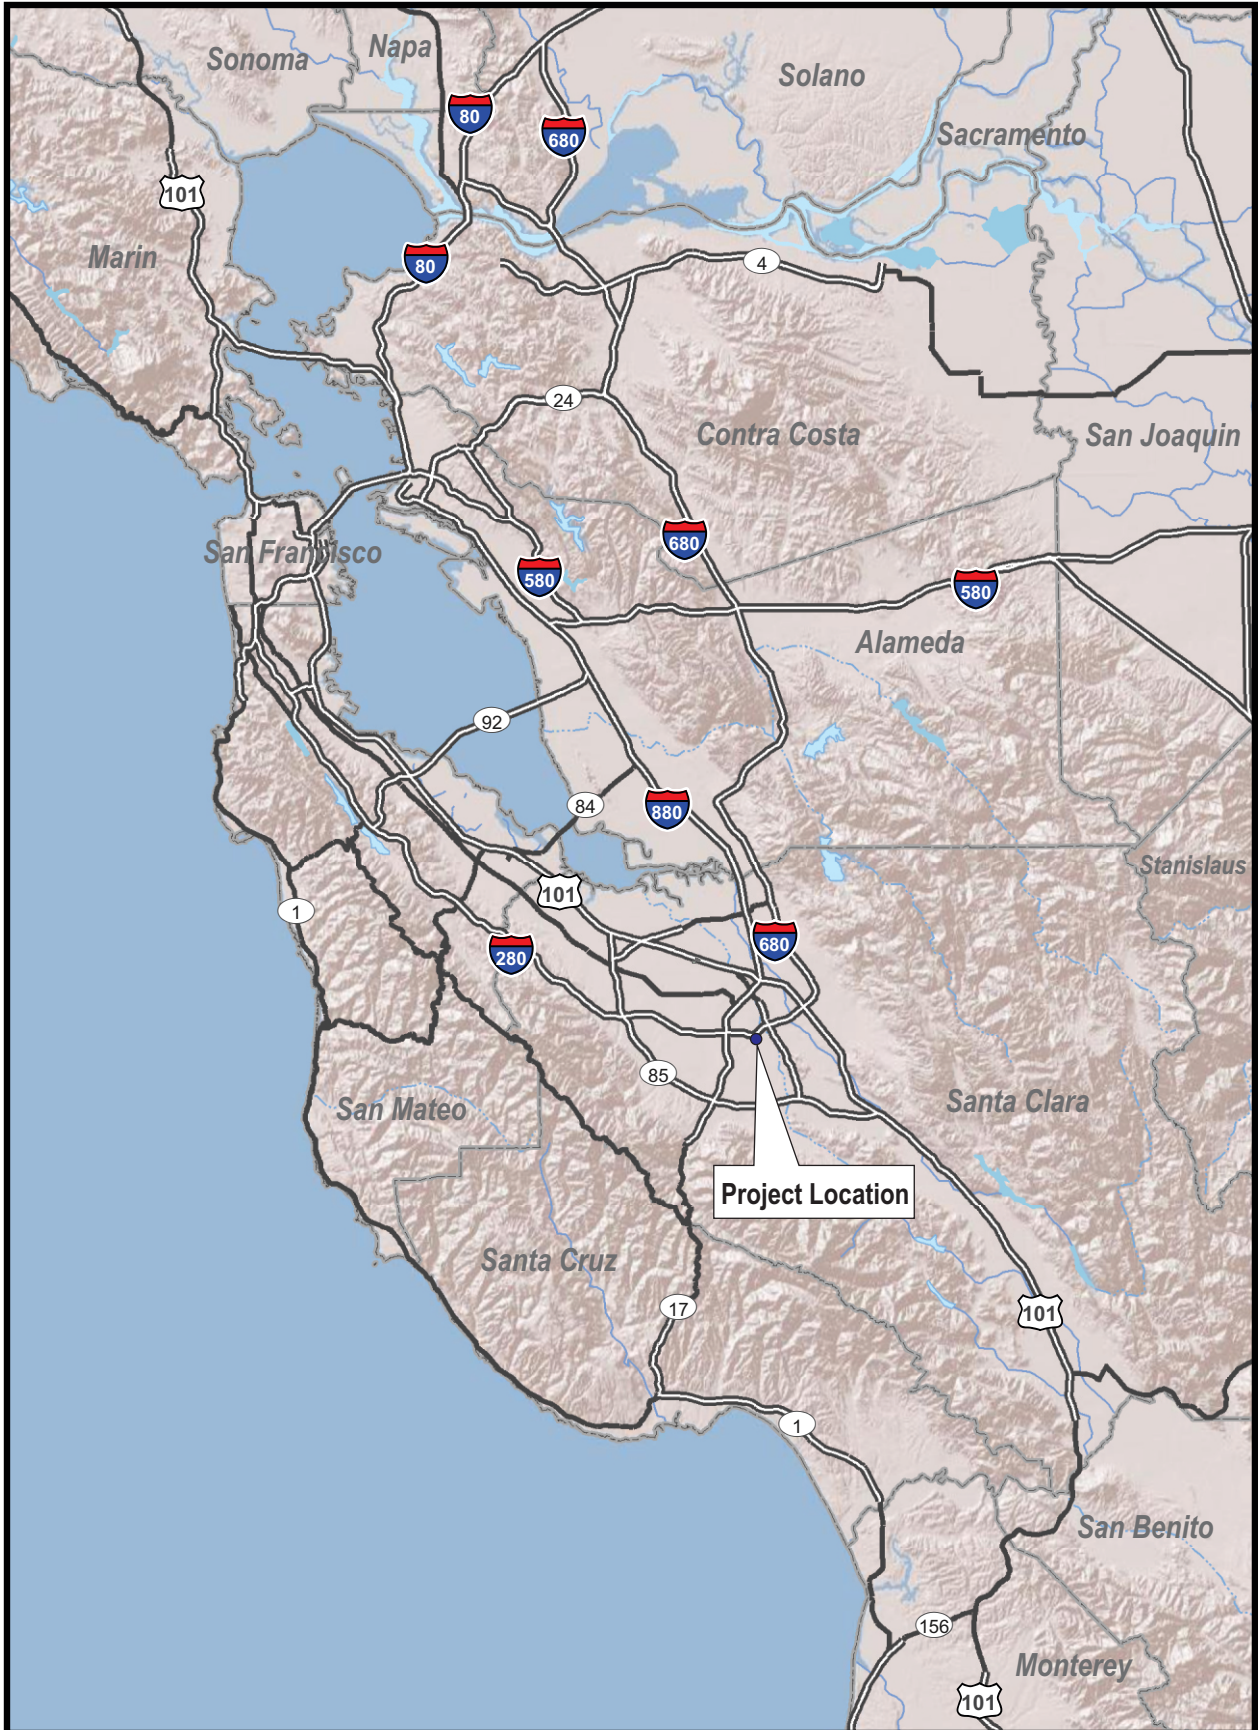 Sonoma
Napa
Solano
80
680
Sacramento
101
Marin
80
4
24
Contra Costa
San Joaquin
San Francisco
680
580
580
Alameda
92
84
880
Stanislaus
101
1
280
680
85
San Mateo
Santa Clara
Project Location
Santa Cruz
17
101
1
San Benito
156
Monterey
101